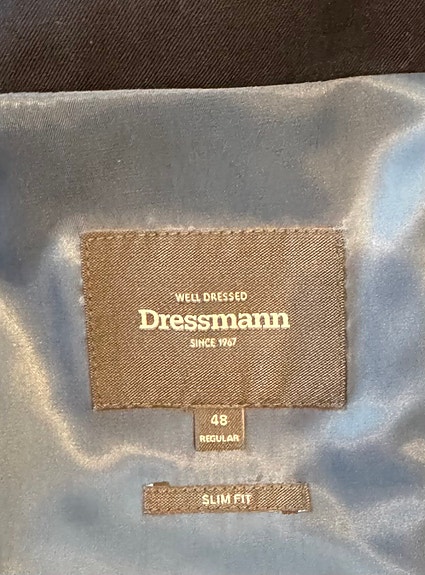 WELL DRESSED
Dressmann
SINCE 1967
48
REGULAR
SLIM FIT